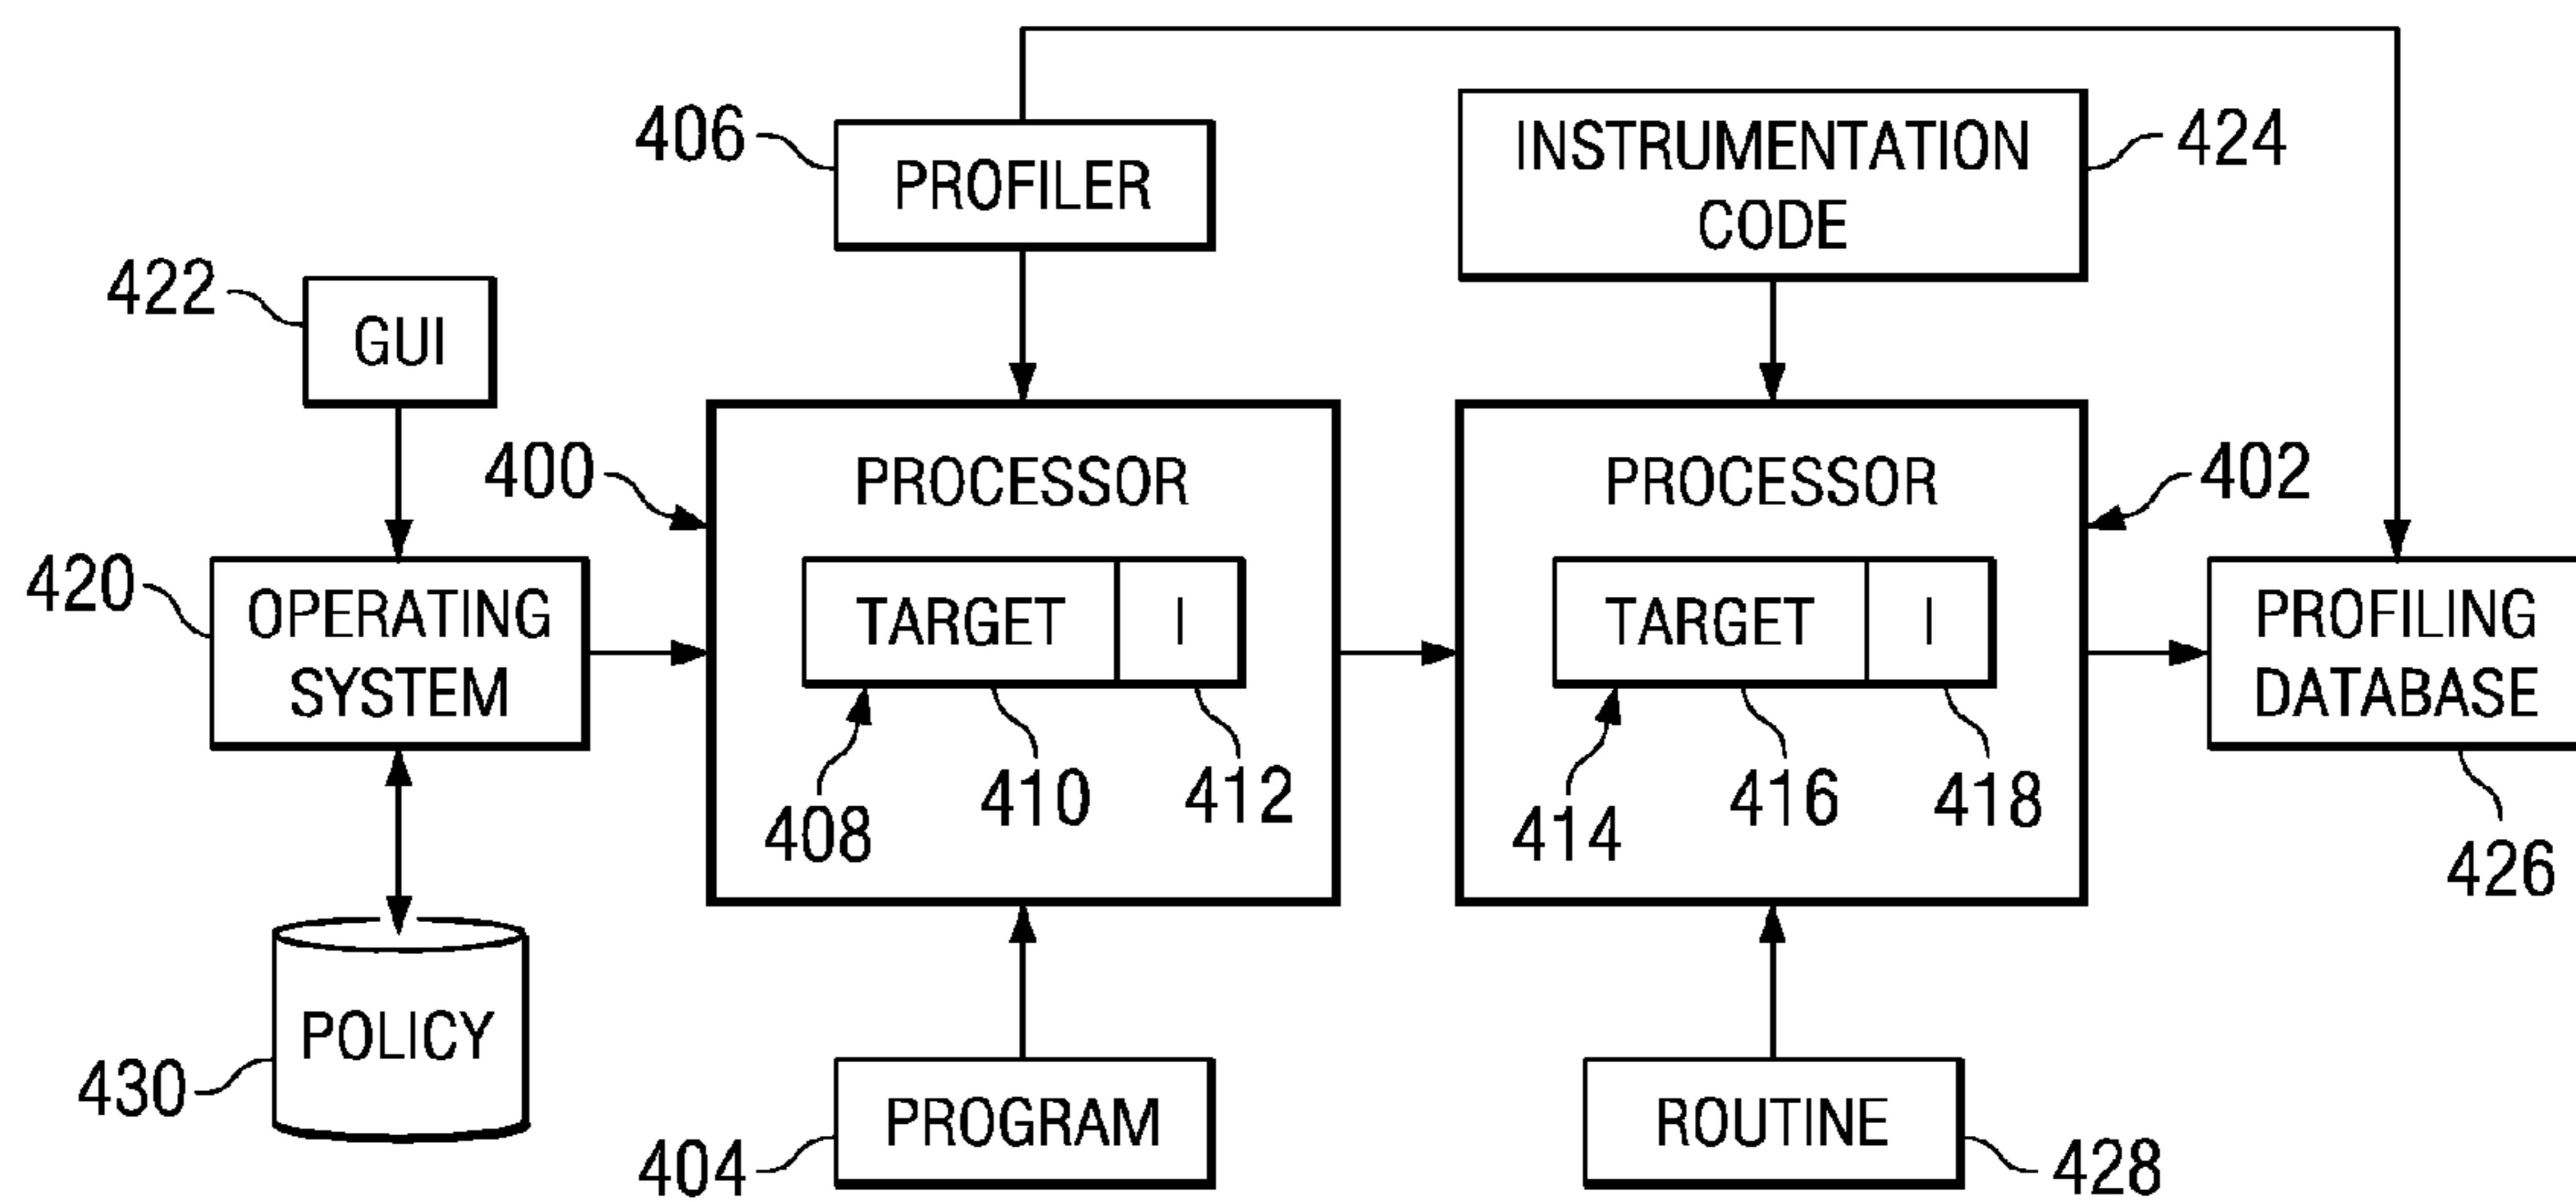 406
PROFILER
INSTRUMENTATION
CODE
424
422
GUI
400
PROCESSOR
PROCESSOR
402
420
OPERATING
SYSTEM
TARGET
I
TARGET
I
PROFILING
DATABASE
408
410
412
414
416
418
426
430
POLICY
404
PROGRAM
ROUTINE
428